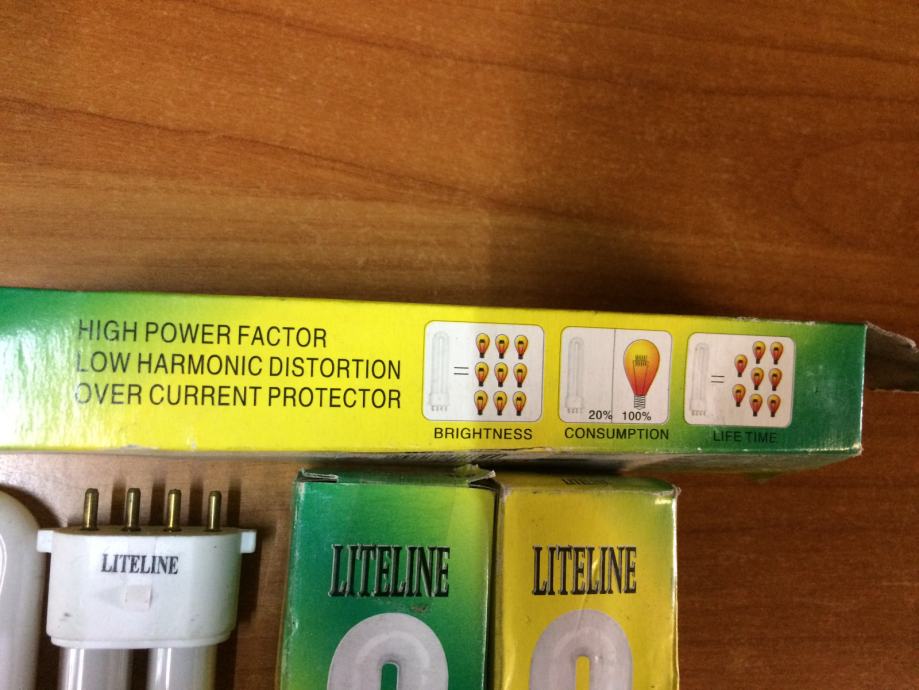 HIGH POWER FACTOR
LOW HARMONIC DISTORTION
OVER CURRENT PROTECTOR
=
=
20% 100%
BRIGHTNESS
CONSUMPTION
LIFE TIME
LITELINE
LITELINE
LITELINE